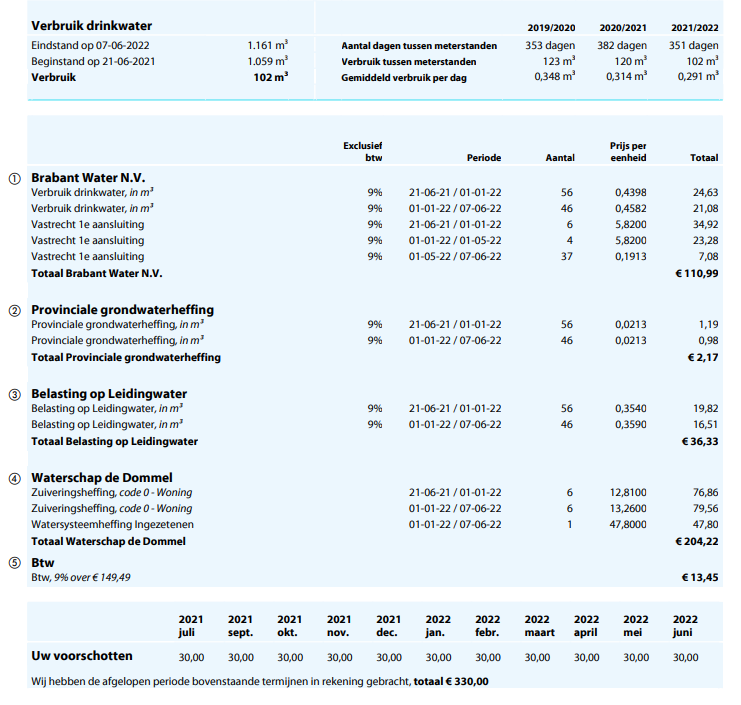 Verbruik drinkwater
2019/2020 2020/2021 2021/2022
Eindstand op 07-06-2022 1.161 m³ Aantal dagen tussen meterstanden 353 dagen 382 dagen 351 dagen
Beginstand op 21-06-2021 1.059 m³ Verbruik tussen meterstanden 123 m³ 120 m³ 102 m³
Verbruik 102 m³ Gemiddeld verbruik per dag 0,348 m³ 0,314 m³ 0,291 m³
Exclusief Prijs per
btw Periode Aantal eenheid Totaal
① Brabant Water N.V.
Verbruik drinkwater, in m³ 9% 21-06-21 / 01-01-22 56 0,4398 24,63
Verbruik drinkwater, in m³ 9% 01-01-22 / 07-06-22 46 0,4582 21,08
Vastrecht 1e aansluiting 9% 21-06-21 / 01-01-22 6 5,8200 34,92
Vastrecht 1e aansluiting 9% 01-01-22 / 01-05-22 4 5,8200 23,28
Vastrecht 1e aansluiting 9% 01-05-22 / 07-06-22 37 0,1913 7,08
Totaal Brabant Water N.V. € 110,99
② Provinciale grondwaterheffing
Provinciale grondwaterheffing, in m³ 9% 21-06-21 / 01-01-22 56 0,0213 1,19
Provinciale grondwaterheffing, in m³ 9% 01-01-22 / 07-06-22 46 0,0213 0,98
Totaal Provinciale grondwaterheffing € 2,17
③ Belasting op Leidingwater
Belasting op Leidingwater, in m³ 9% 21-06-21 / 01-01-22 56 0,3540 19,82
Belasting op Leidingwater, in m³ 9% 01-01-22 / 07-06-22 46 0,3590 16,51
Totaal Belasting op Leidingwater € 36,33
④ Waterschap de Dommel
Zuiveringsheffing, code 0 - Woning 21-06-21 / 01-01-22 6 12,8100 76,86
Zuiveringsheffing, code 0 - Woning 01-01-22 / 07-06-22 6 13,2600 79,56
Watersysteemheffing Ingezetenen 01-01-22 / 07-06-22 1 47,8000 47,80
Totaal Waterschap de Dommel € 204,22
⑤ Btw
Btw, 9% over € 149,49 € 13,45
2021 2021 2021 2021 2021 2022 2022 2022 2022 2022 2022
juli sept. okt. nov. dec. jan. febr. maart april mei juni
Uw voorschotten 30,00 30,00 30,00 30,00 30,00 30,00 30,00 30,00 30,00 30,00 30,00
Wij hebben de afgelopen periode bovenstaande termijnen in rekening gebracht, totaal € 330,00